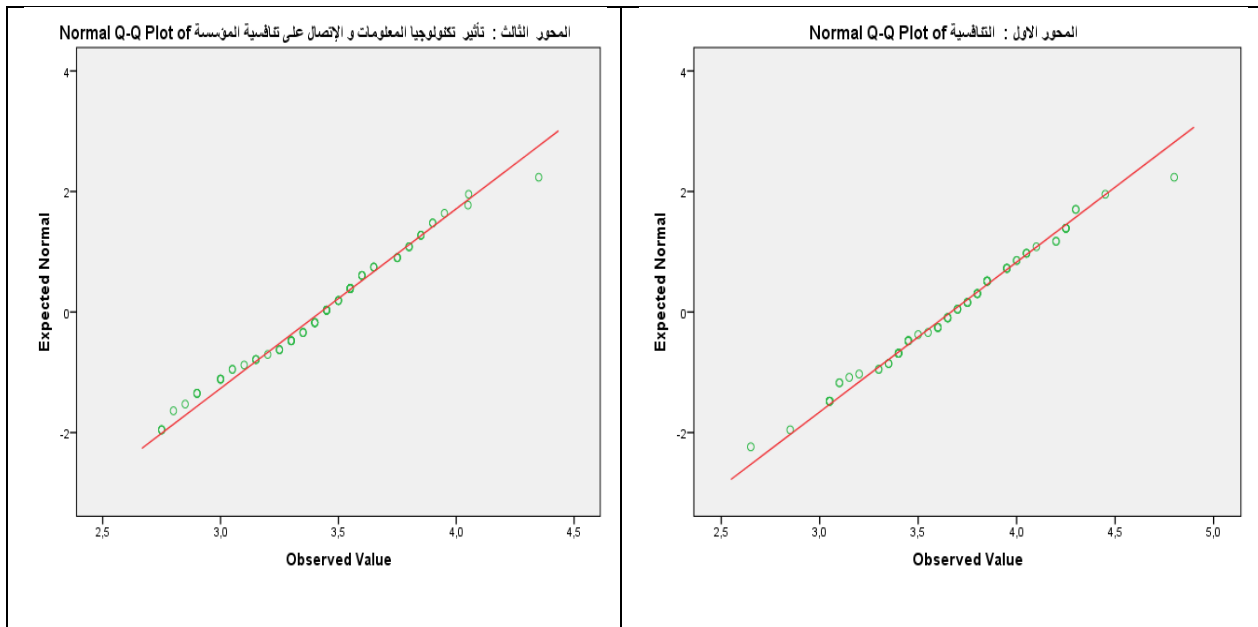 Normal Q-Q Plot of المحور الثالث : تأثير تكنولوجيا المعلومات و الإتصال على تنافسية المؤسسة
Expected Normal
4
2
0
-2
2,5 3,0 3,5 4,0 4,5
Observed Value
Normal Q-Q Plot of المحور الاول : التنافسية
Expected Normal
4
2
0
-2
2,5 3,0 3,5 4,0 4,5 5,0
Observed Value